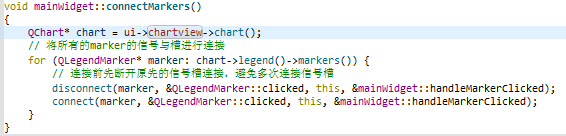 void mainWidget::connectMarkers()
{
    QChart* chart = ui->chartview->chart();
    // 将所有的marker的信号与槽进行连接
    for (QLegendMarker* marker: chart->legend()->markers()) {
        // 连接前先断开原先的信号槽连接，避免多次连接信号槽
        disconnect(marker, &QLegendMarker::clicked, this, &mainWidget::handleMarkerClicked);
        connect(marker, &QLegendMarker::clicked, this, &mainWidget::handleMarkerClicked);
    }
}